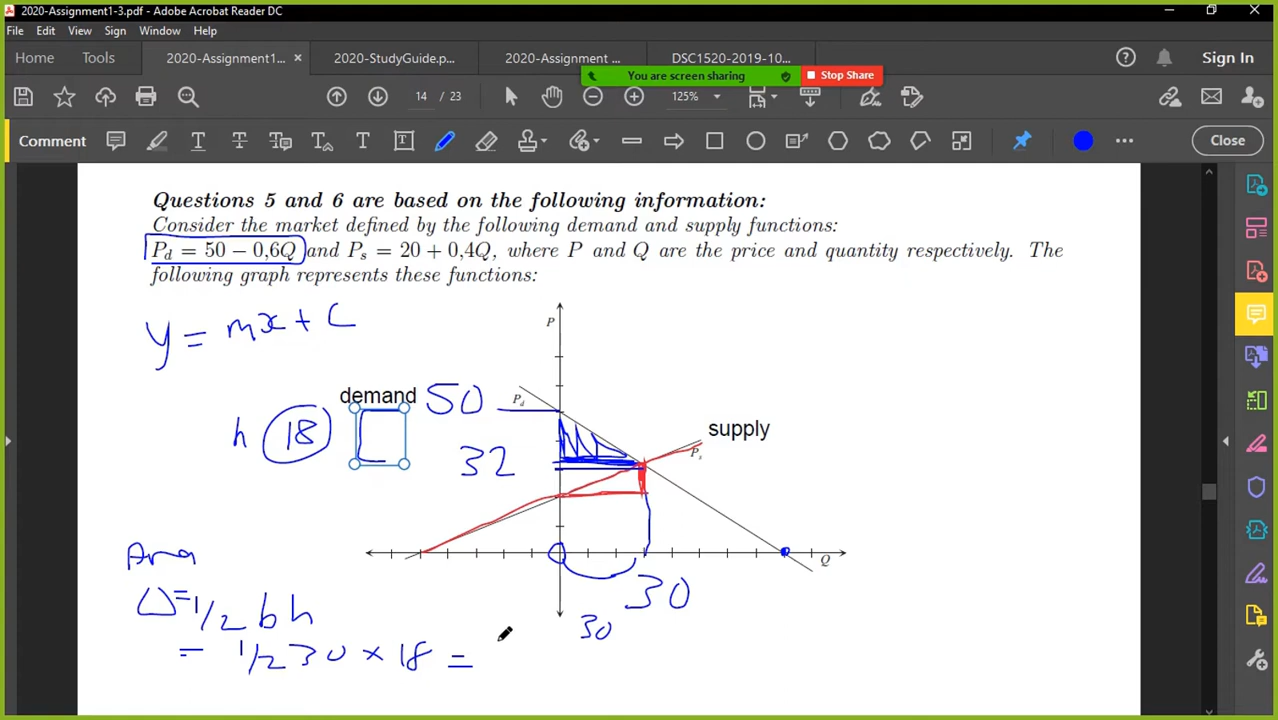 2020-Assignment1-3.pdf - Adobe Acrobat Reader DC
File Edit View Sign Window Help
Home Tools 2020-Assignment1... × 2020-StudyGuide.p... 2020-Assignment ... DSC1520-2019-10... Sign In
You are screen sharing Stop Share
14 / 23 125%
Comment Close
Questions 5 and 6 are based on the following information:
Consider the market defined by the following demand and supply functions:
Pd = 50 − 0,6Q and Ps = 20 + 0,4Q, where P and Q are the price and quantity respectively. The
following graph represents these functions:
y = mx + c
P
demand 50 Pd
h 18 supply
32 Ps
Area
Q
△ = 1/2 b h 30
30
= 1/2 30 × 18 =